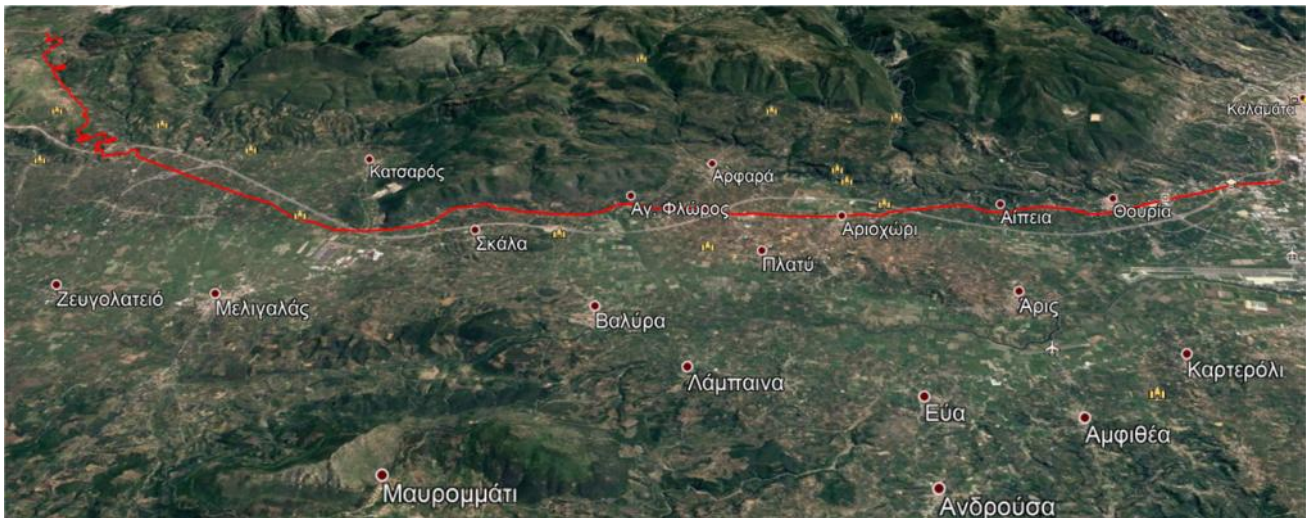 Καλαμάτα
Κατσαρός
Αρφαρά
Αγ. Φλώρος
Αίπεια
Θουρία
Αριοχώρι
Σκάλα
Πλατύ
Ζευγολατειό
Μελιγαλάς
Βαλύρα
Άρις
Λάμπαινα
Καρτερόλι
Εύα
Αμφιθέα
Μαυρομμάτι
Ανδρούσα